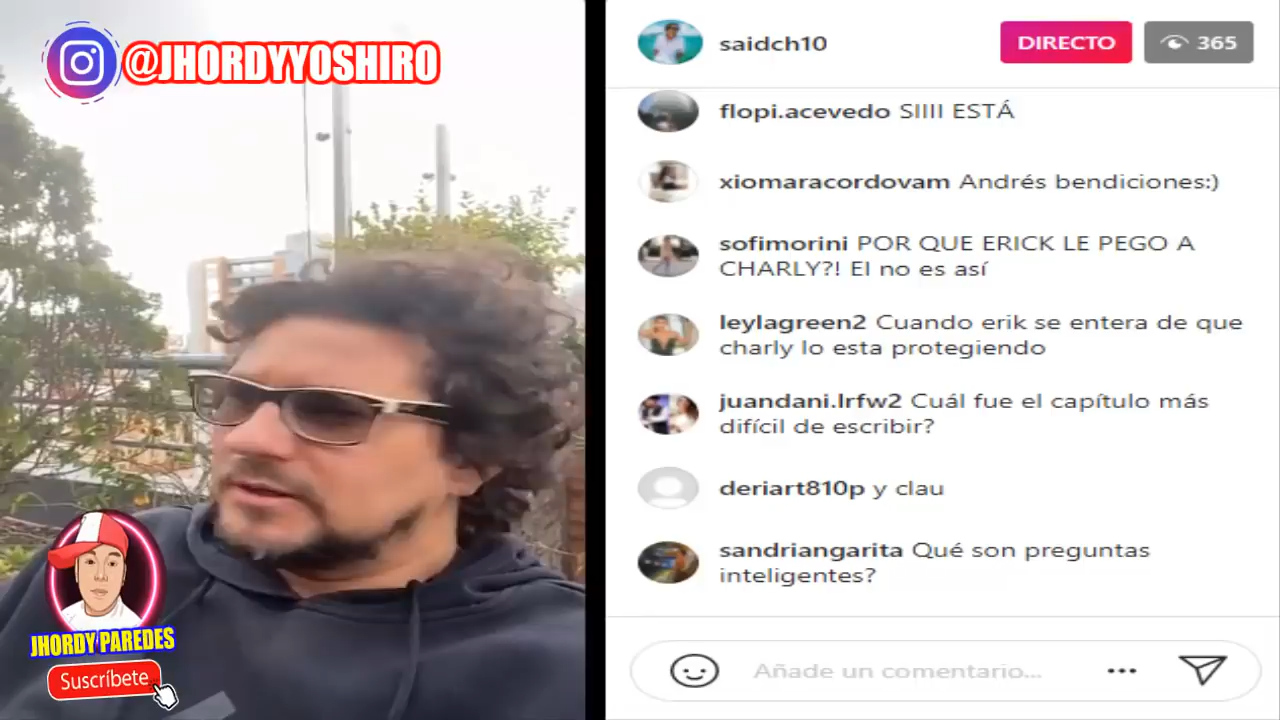 @JHORDYYOSHIRO
JHORDY PAREDES
Suscríbete
saidch10
DIRECTO
365
flopi.acevedo SIIII ESTÁ
xiomaracordovam Andrés bendiciones:)
sofimorini POR QUE ERICK LE PEGO A
CHARLY?! El no es así
leylagreen2 Cuando erik se entera de que
charly lo esta protegiendo
juandani.lrfw2 Cuál fue el capítulo más
difícil de escribir?
deriart810p y clau
sandriangarita Qué son preguntas
inteligentes?
Añade un comentario...